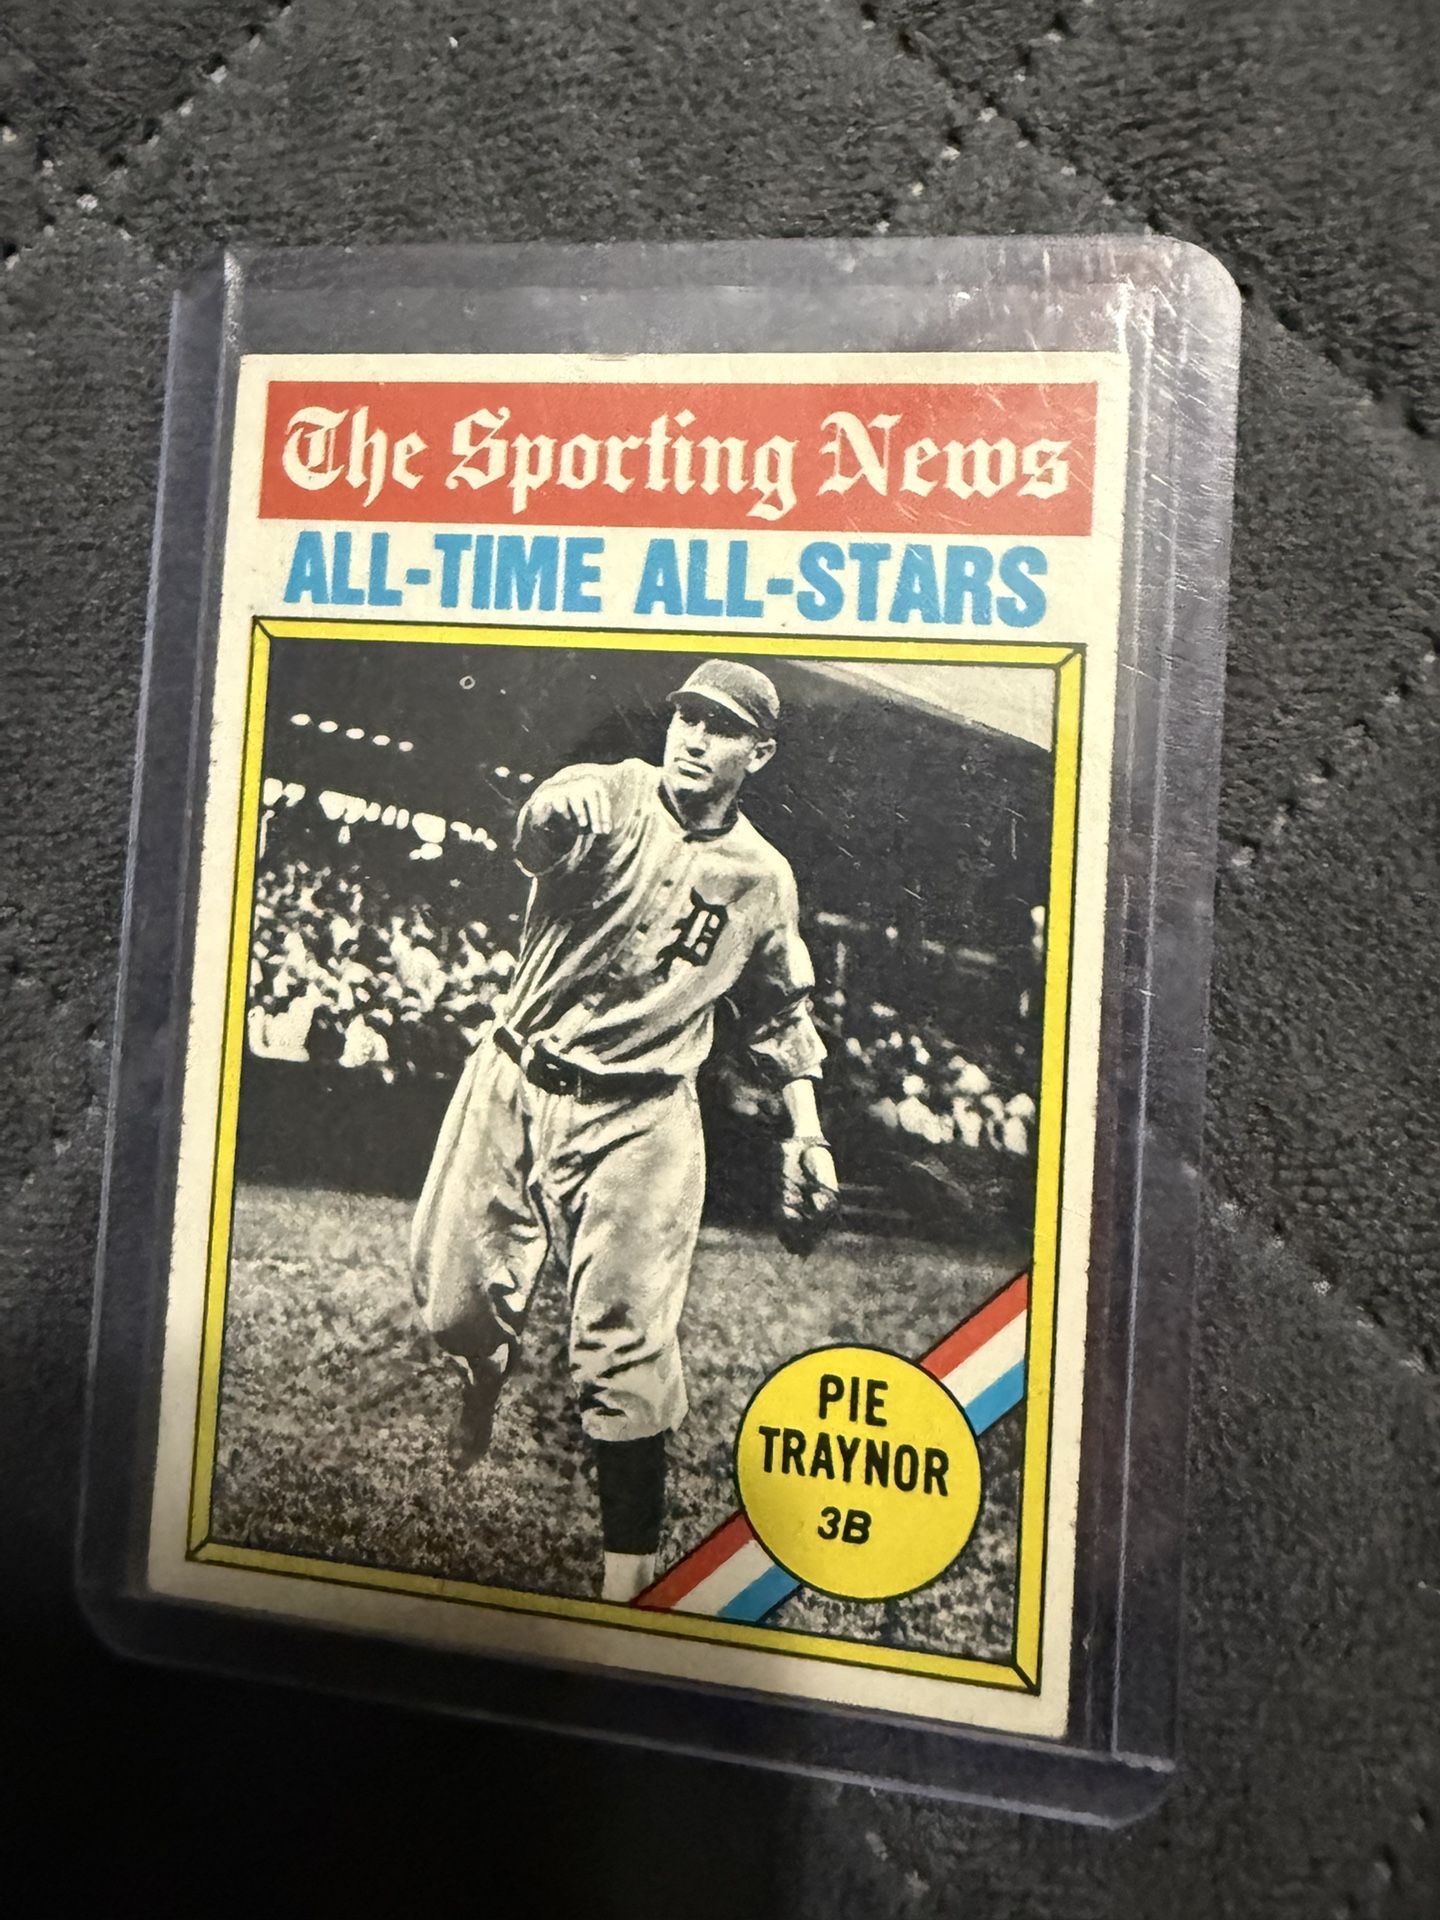 The Sporting News
ALL-TIME ALL-STARS
D
PIE
TRAYNOR
3B